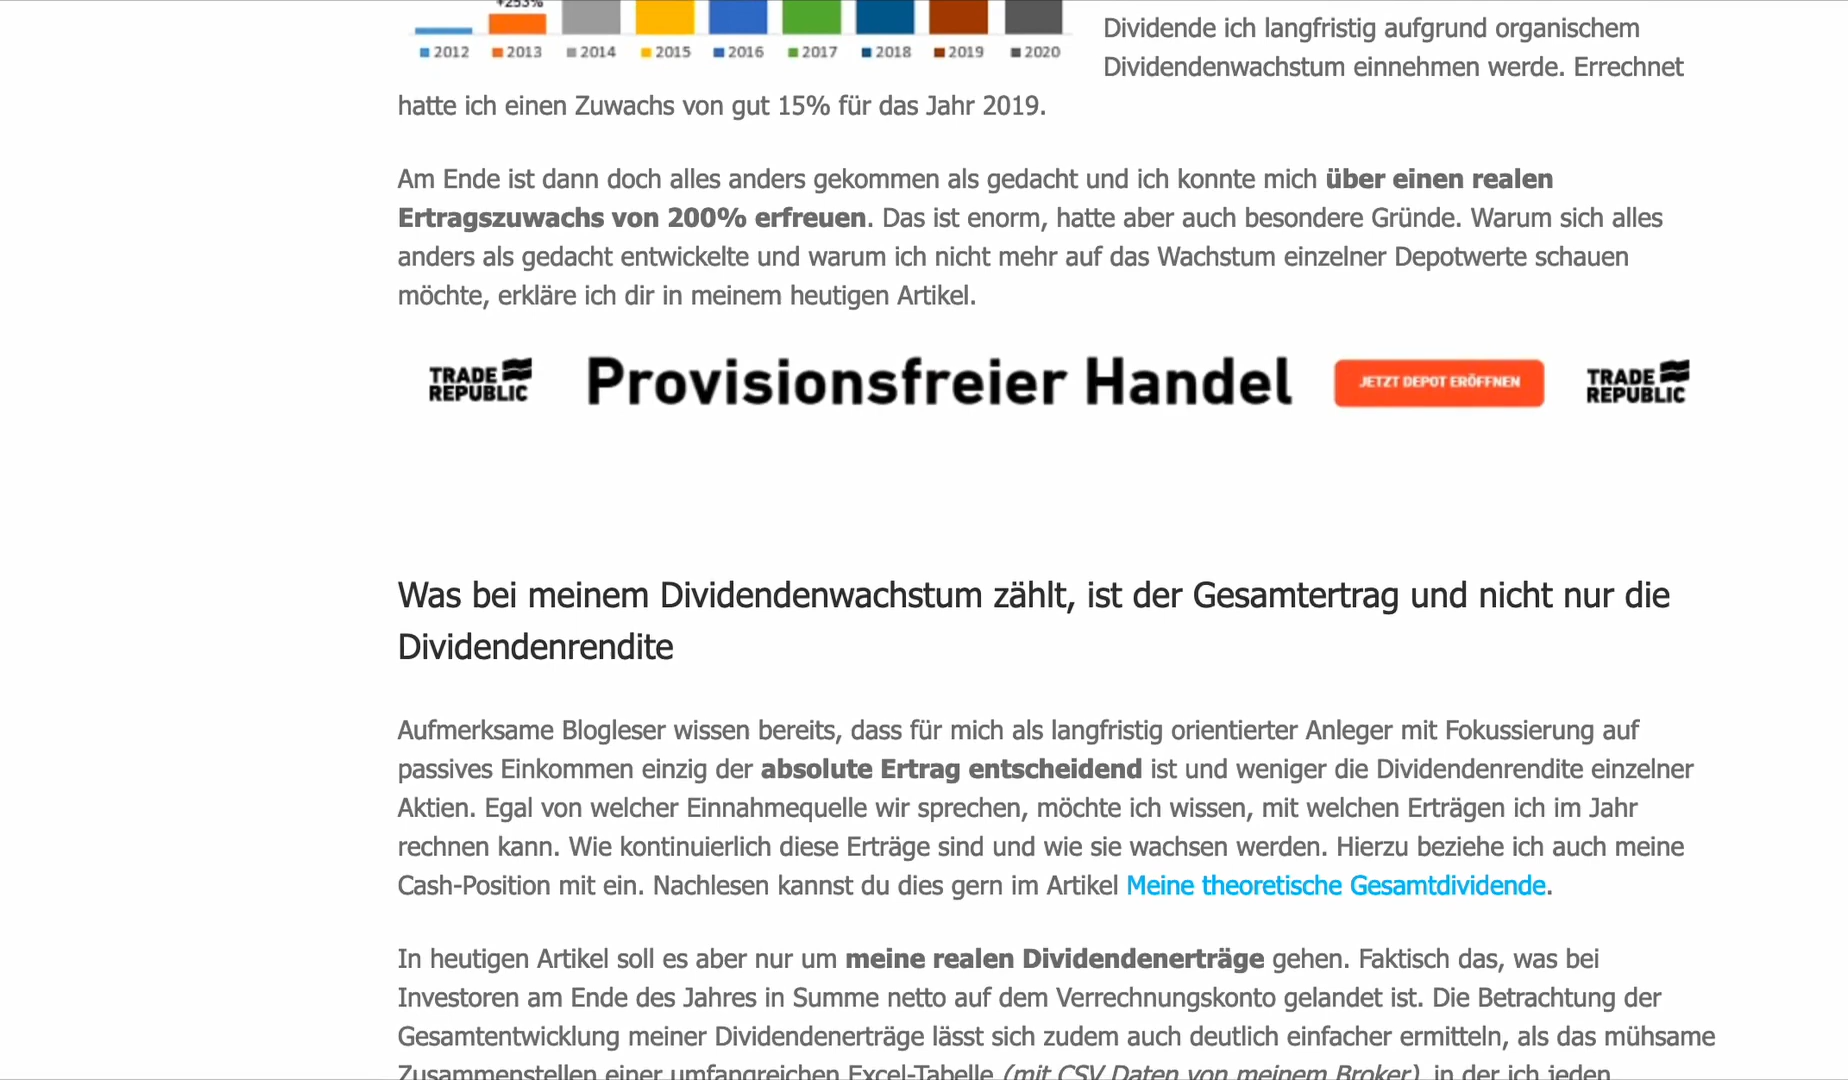 +253%
2012 2013 2014 2015 2016 2017 2018 2019 2020
Dividende ich langfristig aufgrund organischem
Dividendenwachstum einnehmen werde. Errechnet
hatte ich einen Zuwachs von gut 15% für das Jahr 2019.
Am Ende ist dann doch alles anders gekommen als gedacht und ich konnte mich über einen realen
Ertragszuwachs von 200% erfreuen. Das ist enorm, hatte aber auch besondere Gründe. Warum sich alles
anders als gedacht entwickelte und warum ich nicht mehr auf das Wachstum einzelner Depotwerte schauen
möchte, erkläre ich dir in meinem heutigen Artikel.
TRADE
REPUBLIC
Provisionsfreier Handel
JETZT DEPOT ERÖFFNEN
TRADE
REPUBLIC
Was bei meinem Dividendenwachstum zählt, ist der Gesamtertrag und nicht nur die
Dividendenrendite
Aufmerksame Blogleser wissen bereits, dass für mich als langfristig orientierter Anleger mit Fokussierung auf
passives Einkommen einzig der absolute Ertrag entscheidend ist und weniger die Dividendenrendite einzelner
Aktien. Egal von welcher Einnahmequelle wir sprechen, möchte ich wissen, mit welchen Erträgen ich im Jahr
rechnen kann. Wie kontinuierlich diese Erträge sind und wie sie wachsen werden. Hierzu beziehe ich auch meine
Cash-Position mit ein. Nachlesen kannst du dies gern im Artikel Meine theoretische Gesamtdividende.
In heutigen Artikel soll es aber nur um meine realen Dividendenerträge gehen. Faktisch das, was bei
Investoren am Ende des Jahres in Summe netto auf dem Verrechnungskonto gelandet ist. Die Betrachtung der
Gesamtentwicklung meiner Dividendenerträge lässt sich zudem auch deutlich einfacher ermitteln, als das mühsame
Zusammenstellen einer umfangreichen Excel-Tabelle (mit CSV Daten von meinem Broker), in der ich jeden